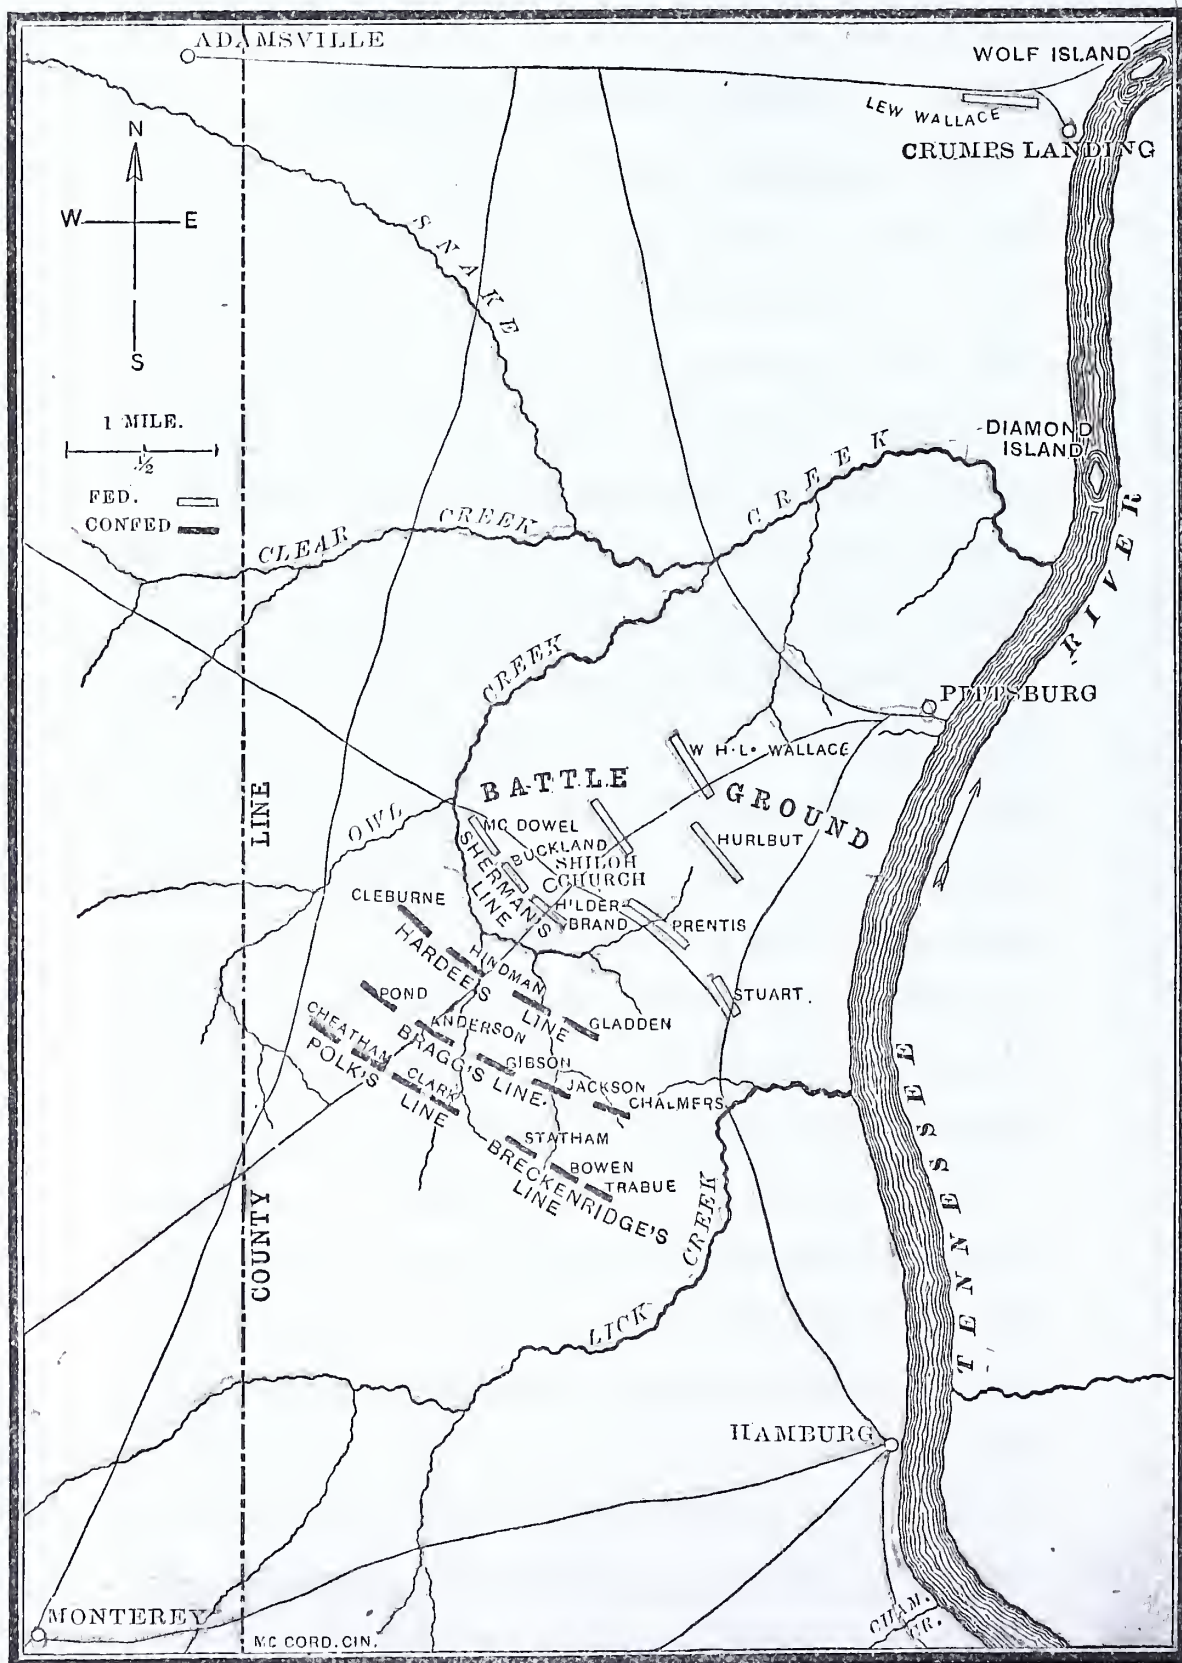 ADAMSVILLE
WOLF ISLAND
LEW WALLACE
CRUMPS LANDING
N
W E
S
SNAKE
1 MILE.
1/2
FED.
CONFED
DIAMOND
ISLAND
CREEK
CLEAR CREEK
RIVER
CREEK
PITTSBURG
W H. L. WALLACE
BATTLE GROUND
LINE
OWL
MC DOWEL
BUCKLAND
HURLBUT
SHILOH
CHURCH
SHERMAN'S
LINE
HILDER-
BRAND
PRENTIS
CLEBURNE
HINDMAN
HARDEE'S
LINE
STUART.
POND
GLADDEN
ANDERSON
CHEATHAM
BRAGG'S LINE.
GIBSON
POLK'S
LINE
CLARK
JACKSON
CHALMERS
STATHAM
BOWEN
TRABUE
BRECKENRIDGE'S
LINE
TENNESSEE
COUNTY
LICK CREEK
HAMBURG
MONTEREY
CHAM.
CR.
MC CORD. CIN.